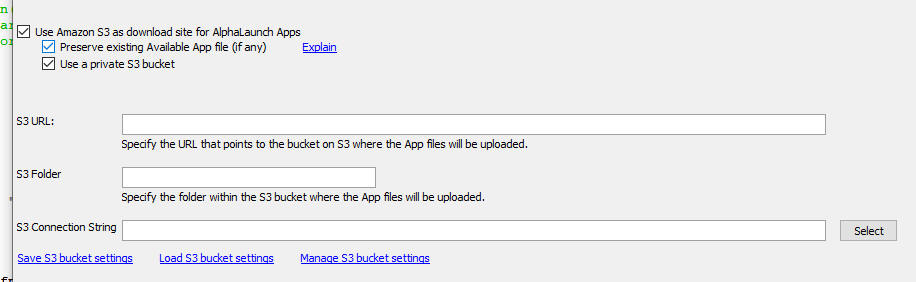 Use Amazon S3 as download site for AlphaLaunch Apps
Preserve existing Available App file (if any) Explain
Use a private S3 bucket
S3 URL:
Specify the URL that points to the bucket on S3 where the App files will be uploaded.
S3 Folder
Specify the folder within the S3 bucket where the App files will be uploaded.
S3 Connection String Select
Save S3 bucket settings Load S3 bucket settings Manage S3 bucket settings